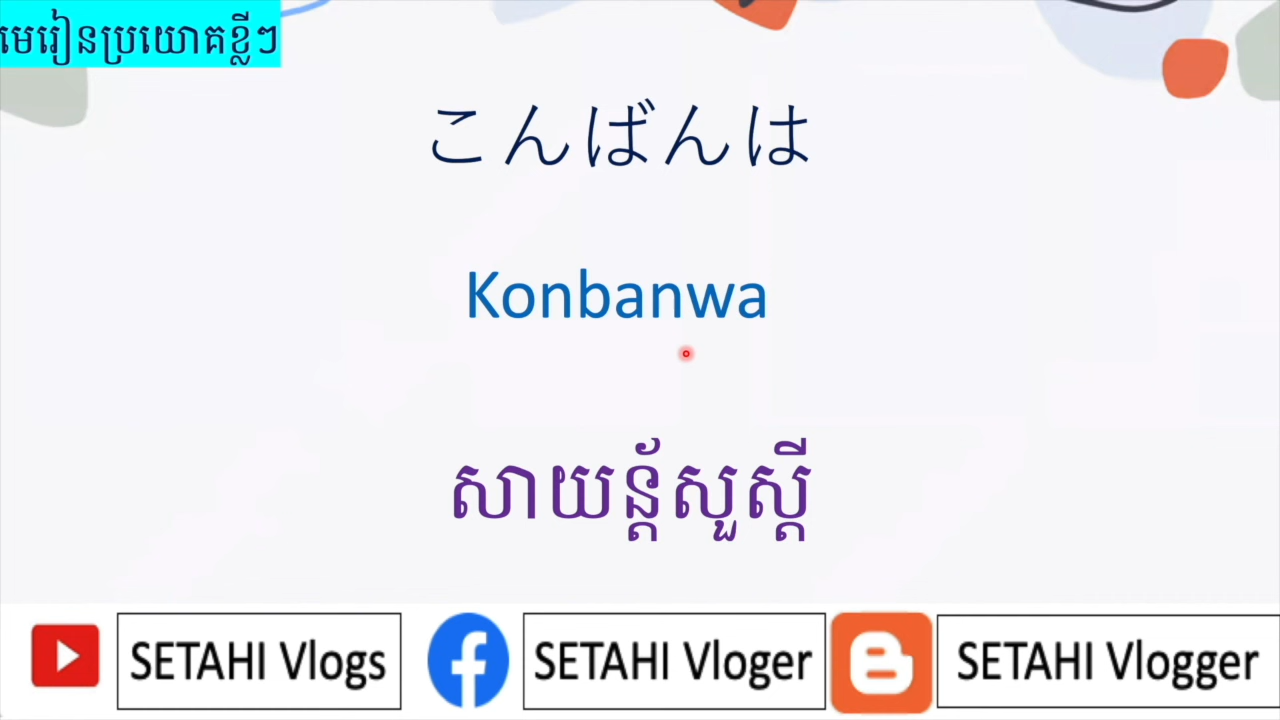 មេរៀនប្រយោគខ្លីៗ
こんばんは
Konbanwa
សាយន្ត័សួស្តី
SETAHI Vlogs
SETAHI Vloger
SETAHI Vlogger